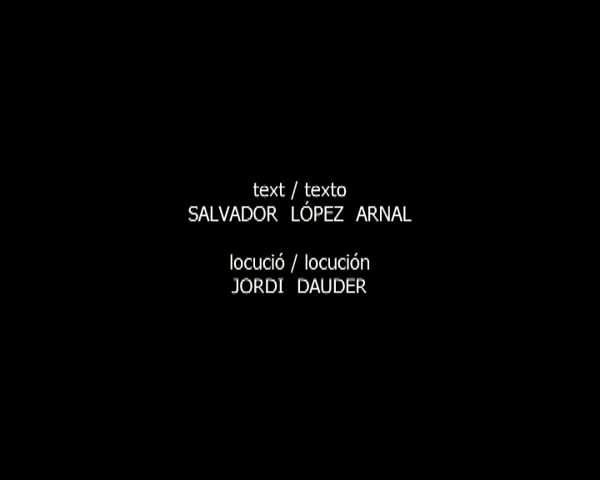 text / texto
SALVADOR LÓPEZ ARNAL
locució / locución
JORDI DAUDER